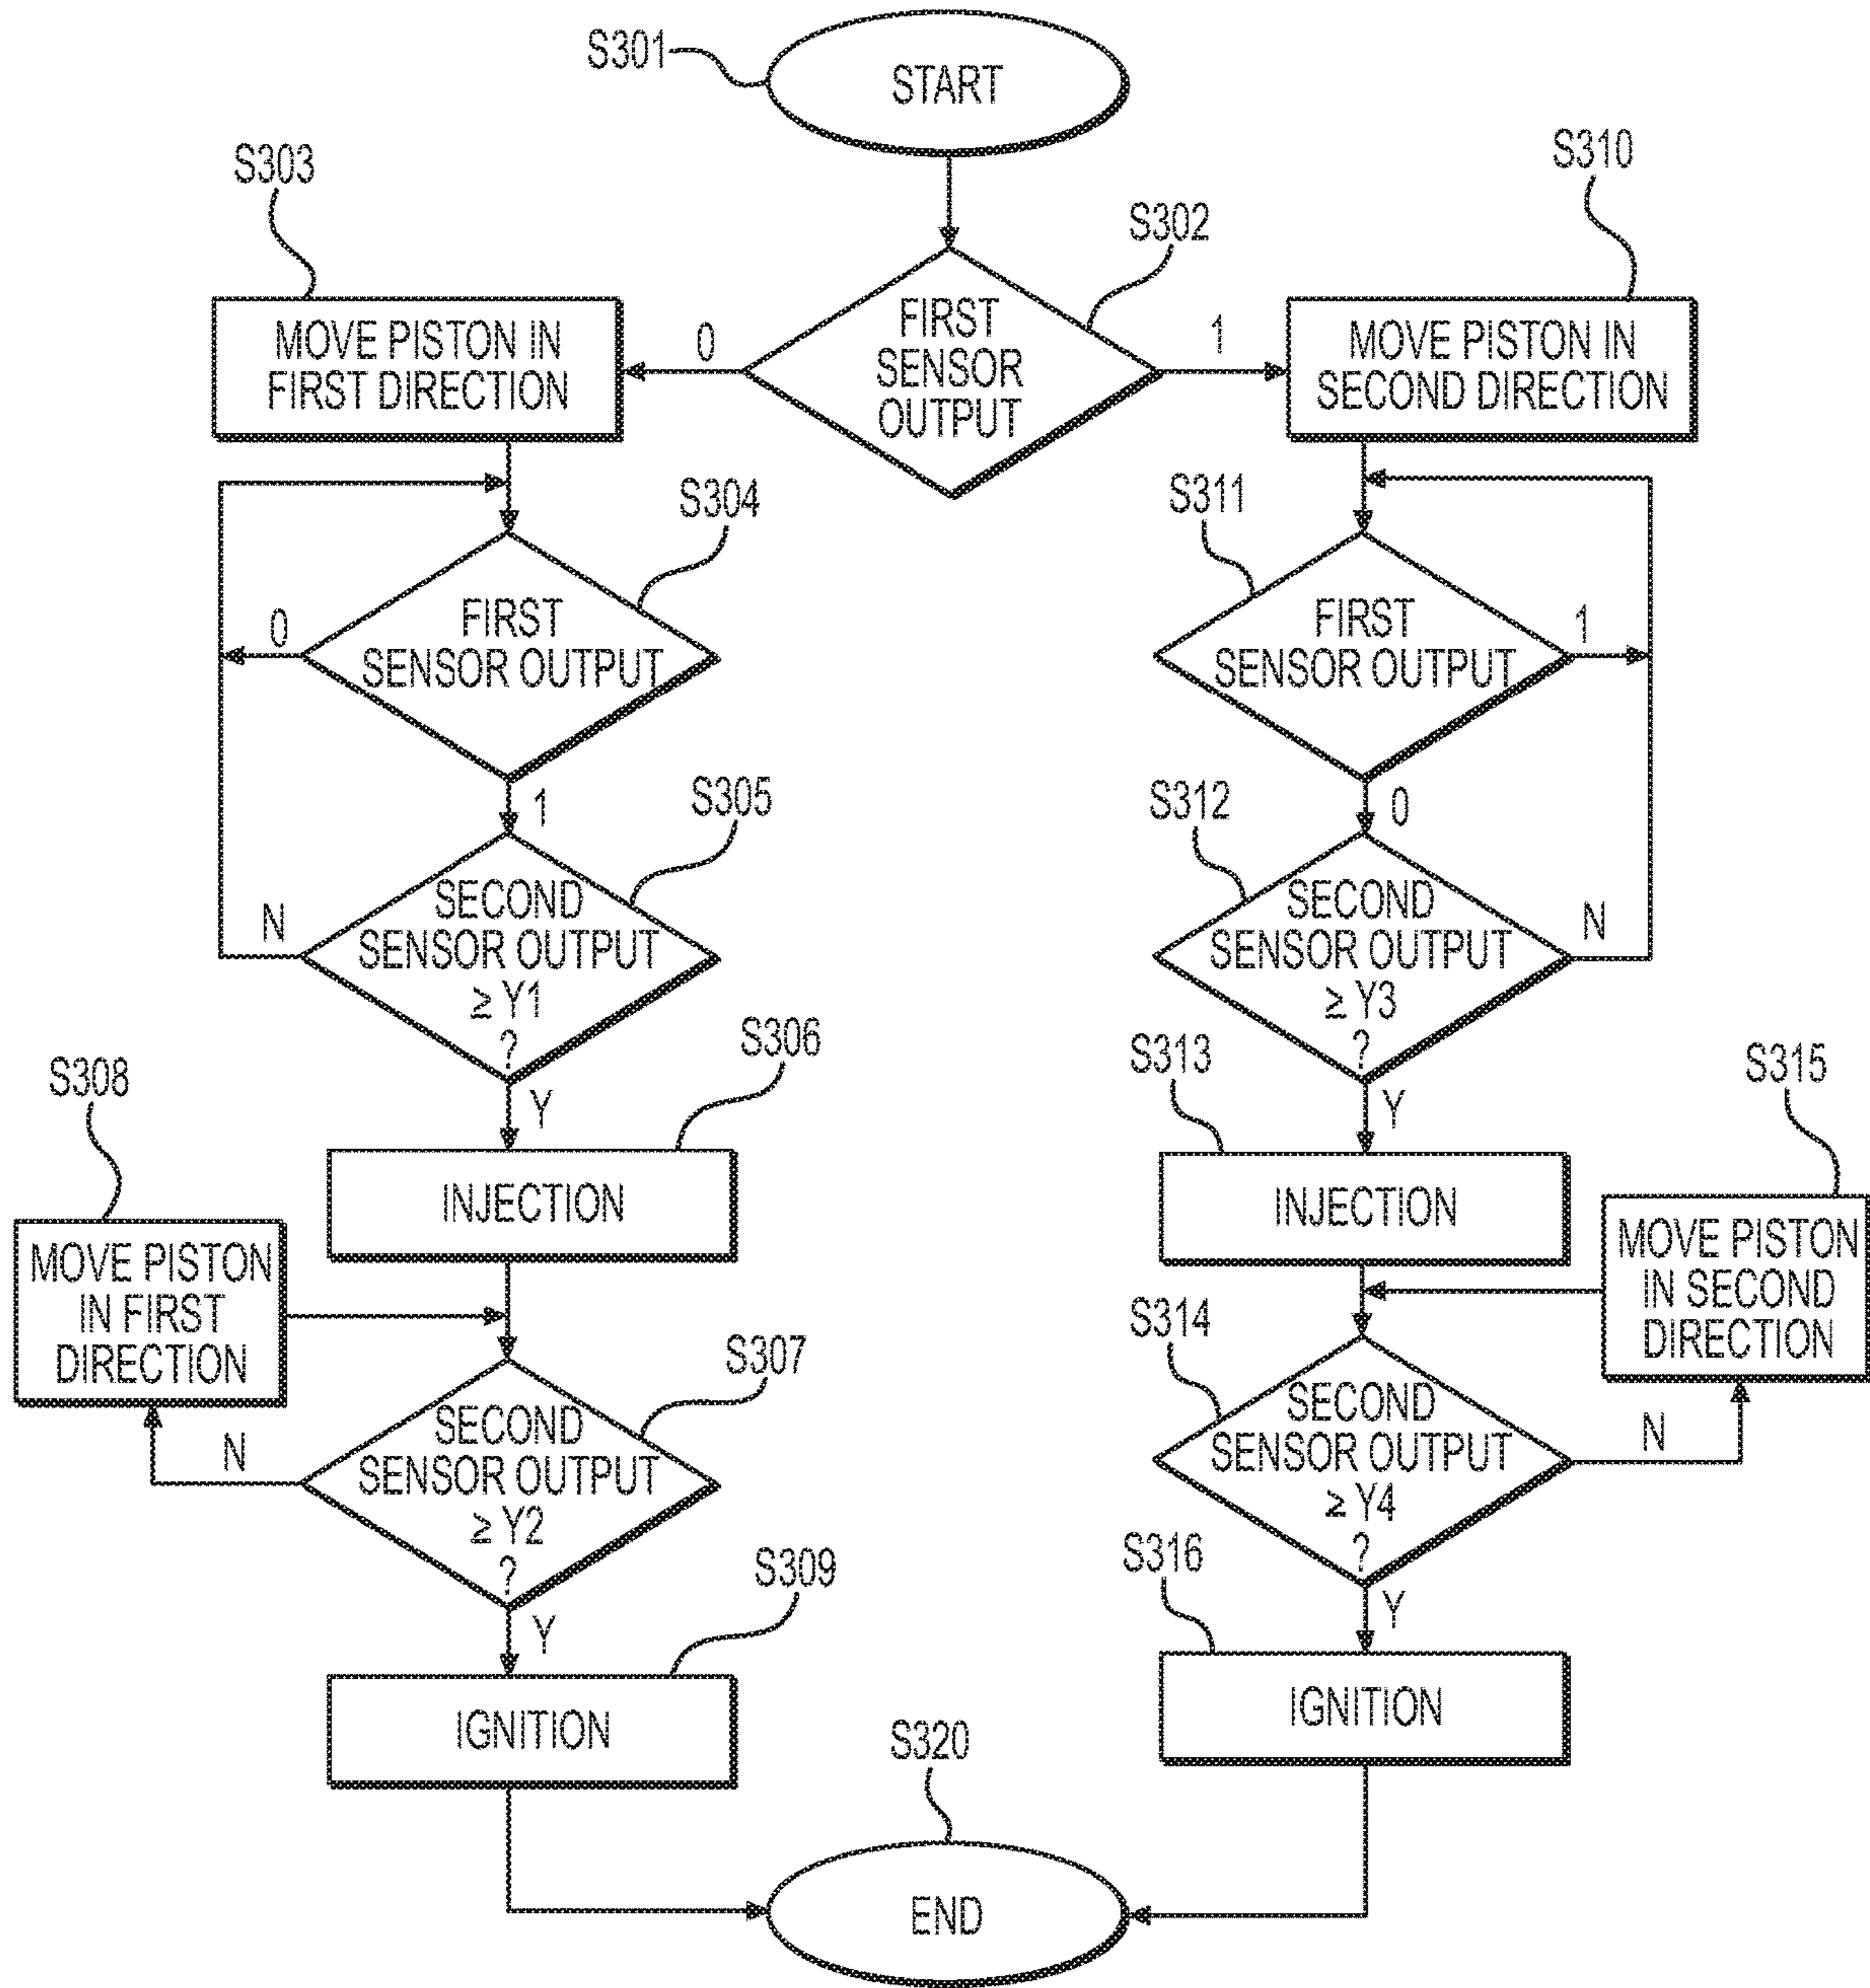 S301
START
S303
S310
S302
MOVE PISTON IN
FIRST DIRECTION
0
FIRST
SENSOR
OUTPUT
1
MOVE PISTON IN
SECOND DIRECTION
S304
S311
0
FIRST
SENSOR OUTPUT
FIRST
SENSOR OUTPUT
1
1
S305
S312
0
N
SECOND
SENSOR OUTPUT
≥ Y1
?
SECOND
SENSOR OUTPUT
≥ Y3
?
N
S308
Y
S306
S313
Y
S315
INJECTION
INJECTION
MOVE PISTON
IN FIRST
DIRECTION
MOVE PISTON
IN SECOND
DIRECTION
S307
S314
N
SECOND
SENSOR OUTPUT
≥ Y2
?
SECOND
SENSOR OUTPUT
≥ Y4
?
N
Y
S309
S316
Y
IGNITION
IGNITION
S320
END